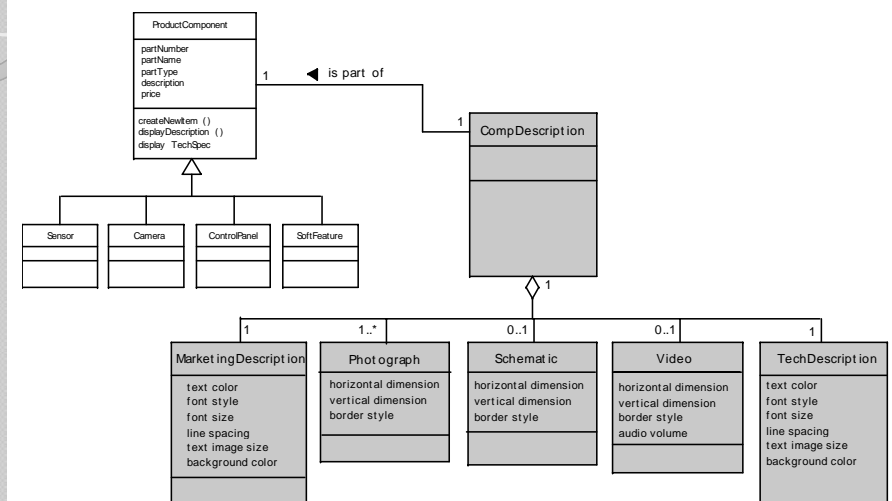 ProductComponent
partNumber
partName
partType
description
price
createNewItem ()
displayDescription ()
display TechSpec
1
is part of
1
CompDescription
Sensor
Camera
ControlPanel
SoftFeature
1
1
1..*
0..1
0..1
1
MarketingDescription
text color
font style
font size
line spacing
text image size
background color
Photograph
horizontal dimension
vertical dimension
border style
Schematic
horizontal dimension
vertical dimension
border style
Video
horizontal dimension
vertical dimension
border style
audio volume
TechDescription
text color
font style
font size
line spacing
text image size
background color